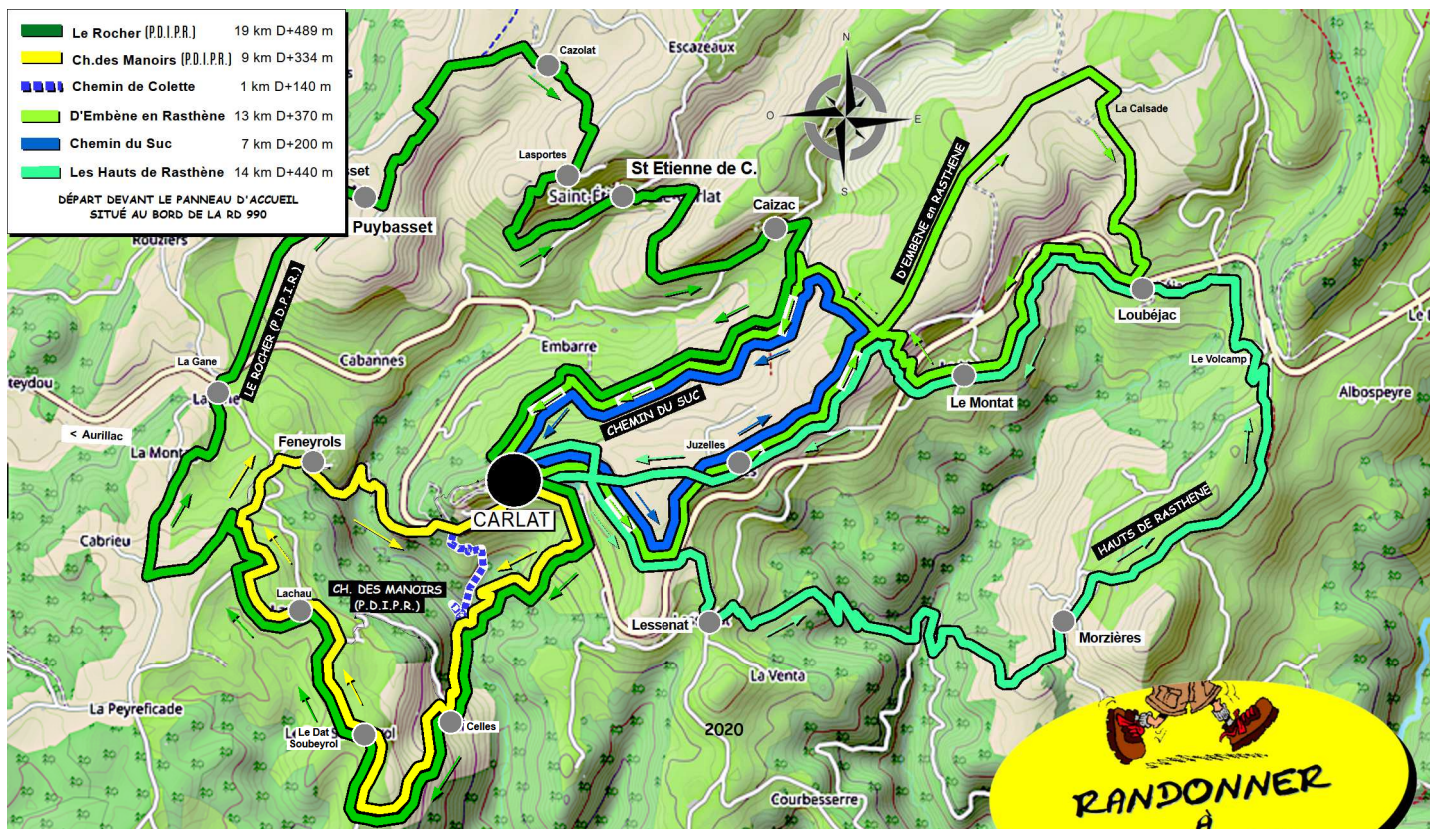 Le Rocher (P.D.I.P.R.) 19 km D+489 m
Ch.des Manoirs (P.D.I.P.R.) 9 km D+334 m
Chemin de Colette 1 km D+140 m
D'Embène en Rasthène 13 km D+370 m
Chemin du Suc 7 km D+200 m
Les Hauts de Rasthène 14 km D+440 m
DÉPART DEVANT LE PANNEAU D'ACCUEIL
SITUÉ AU BORD DE LA RD 990
Cazolat
Escazeaux
N
O
E
S
La Calsade
Lasportes
St Etienne de C.
Caizac
Puybasset
Rouziers
D'EMBENE en RASTHENE
LE ROCHER (P.D.P.I.R.)
Loubéjac
Embarre
Cabannes
La Gane
Le Volcamp
Albospeyre
Le Montat
CHEMIN DU SUC
< Aurillac
La Mont
Feneyrols
Juzelles
CARLAT
HAUTS DE RASTHENE
Cabrieu
CH. DES MANOIRS
(P.D.I.P.R.)
Lachau
Lessenat
Morzières
La Venta
La Peyreficade
Celles
Le Dat
Soubeyrol
2020
Courbesserre
RANDONNER
À